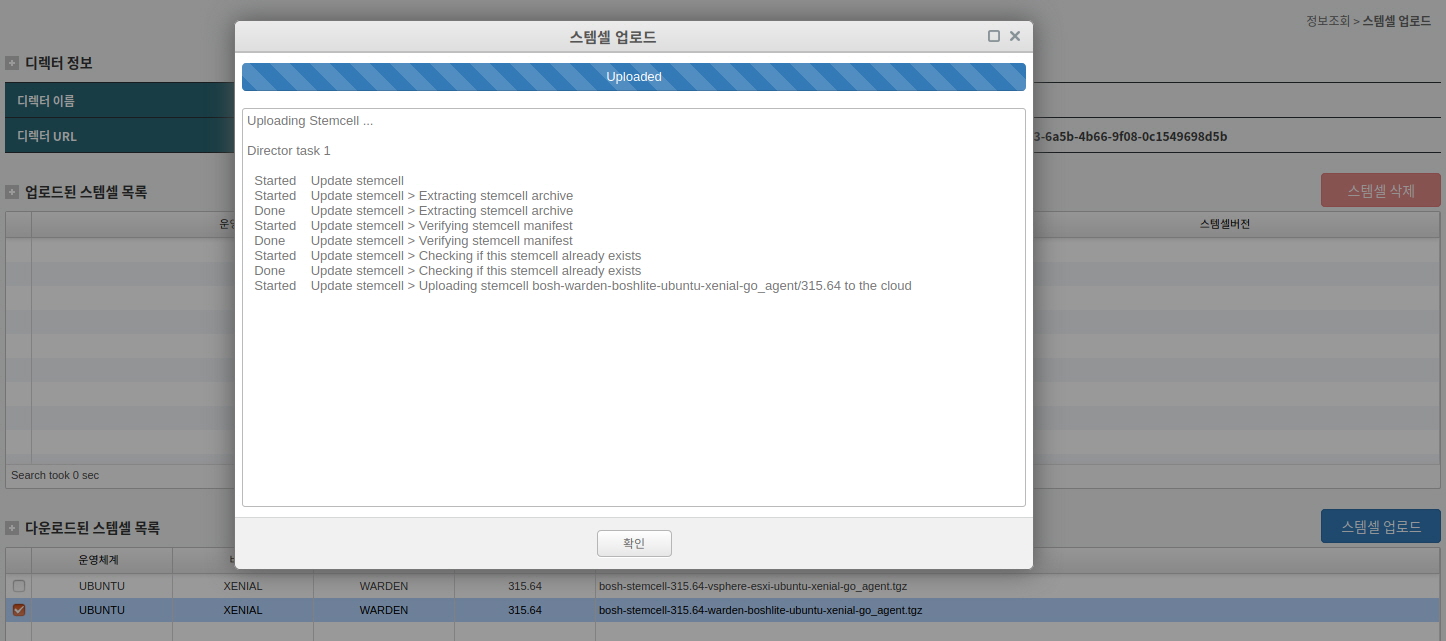 정보조회 > 스템셀 업로드
스템셀 업로드
디렉터 정보
Uploaded
디렉터 이름
Uploading Stemcell ...
디렉터 URL
3-6a5b-4b66-9f08-0c1549698d5b
Director task 1
Started Update stemcell
Started Update stemcell > Extracting stemcell archive
Done Update stemcell > Extracting stemcell archive
Started Update stemcell > Verifying stemcell manifest
Done Update stemcell > Verifying stemcell manifest
Started Update stemcell > Checking if this stemcell already exists
Done Update stemcell > Checking if this stemcell already exists
Started Update stemcell > Uploading stemcell bosh-warden-boshlite-ubuntu-xenial-go_agent/315.64 to the cloud
업로드된 스템셀 목록
스템셀 삭제
스템셀버전
Search took 0 sec
확인
다운로드된 스템셀 목록
스템셀 업로드
운영체계
UBUNTU XENIAL WARDEN 315.64 bosh-stemcell-315.64-vsphere-esxi-ubuntu-xenial-go_agent.tgz
UBUNTU XENIAL WARDEN 315.64 bosh-stemcell-315.64-warden-boshlite-ubuntu-xenial-go_agent.tgz